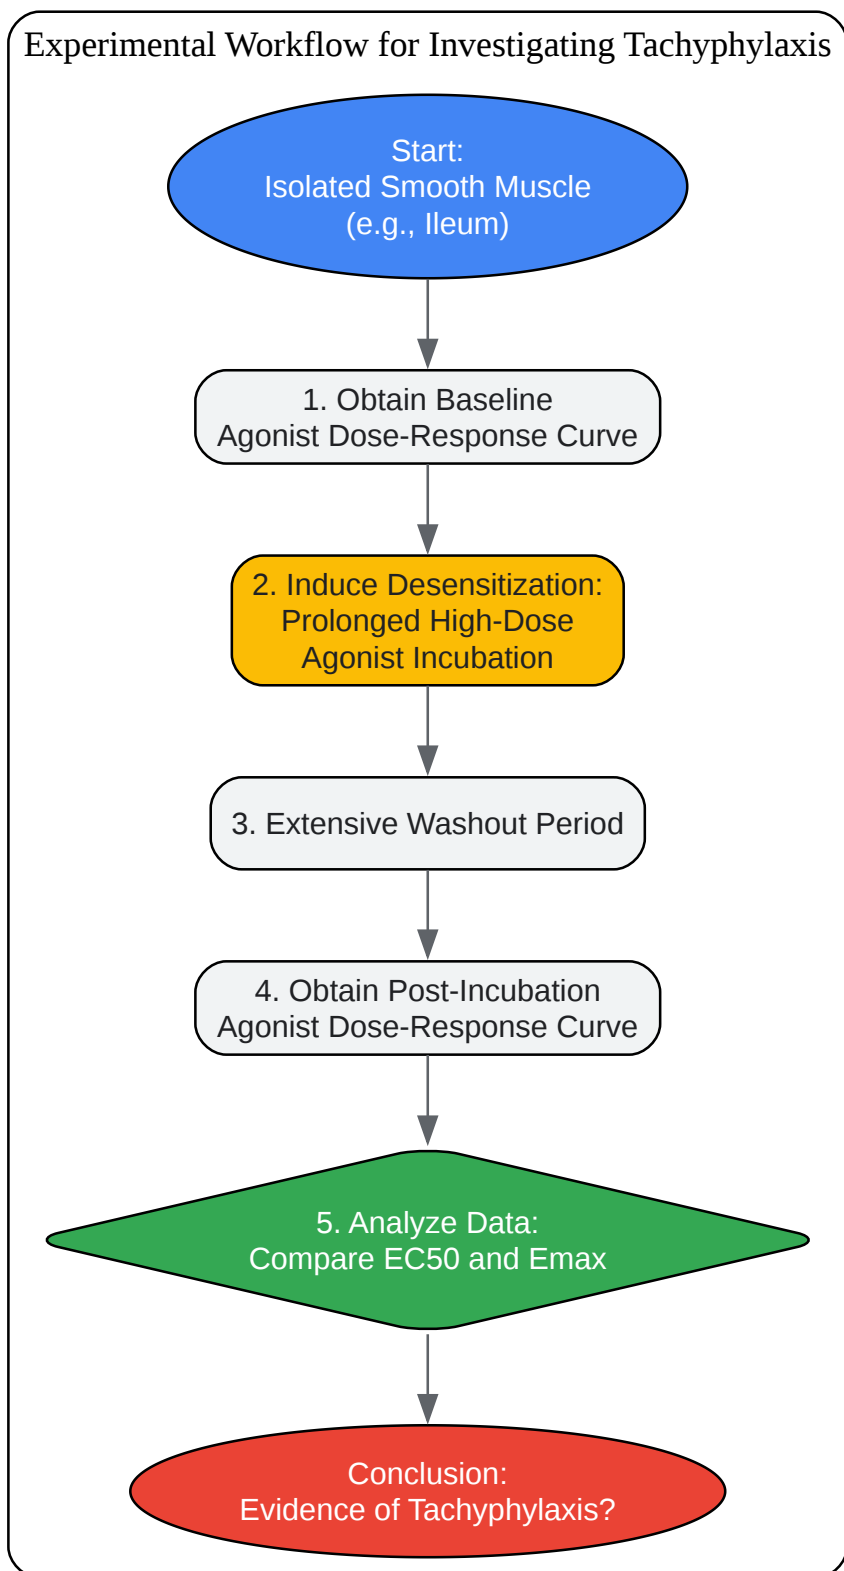 Experimental Workflow for Investigating Tachyphylaxis
Start:
Isolated Smooth Muscle
(e.g., Ileum)
1. Obtain Baseline
Agonist Dose-Response Curve
2. Induce Desensitization:
Prolonged High-Dose
Agonist Incubation
3. Extensive Washout Period
4. Obtain Post-Incubation
Agonist Dose-Response Curve
5. Analyze Data:
Compare EC50 and Emax
Conclusion:
Evidence of Tachyphylaxis?